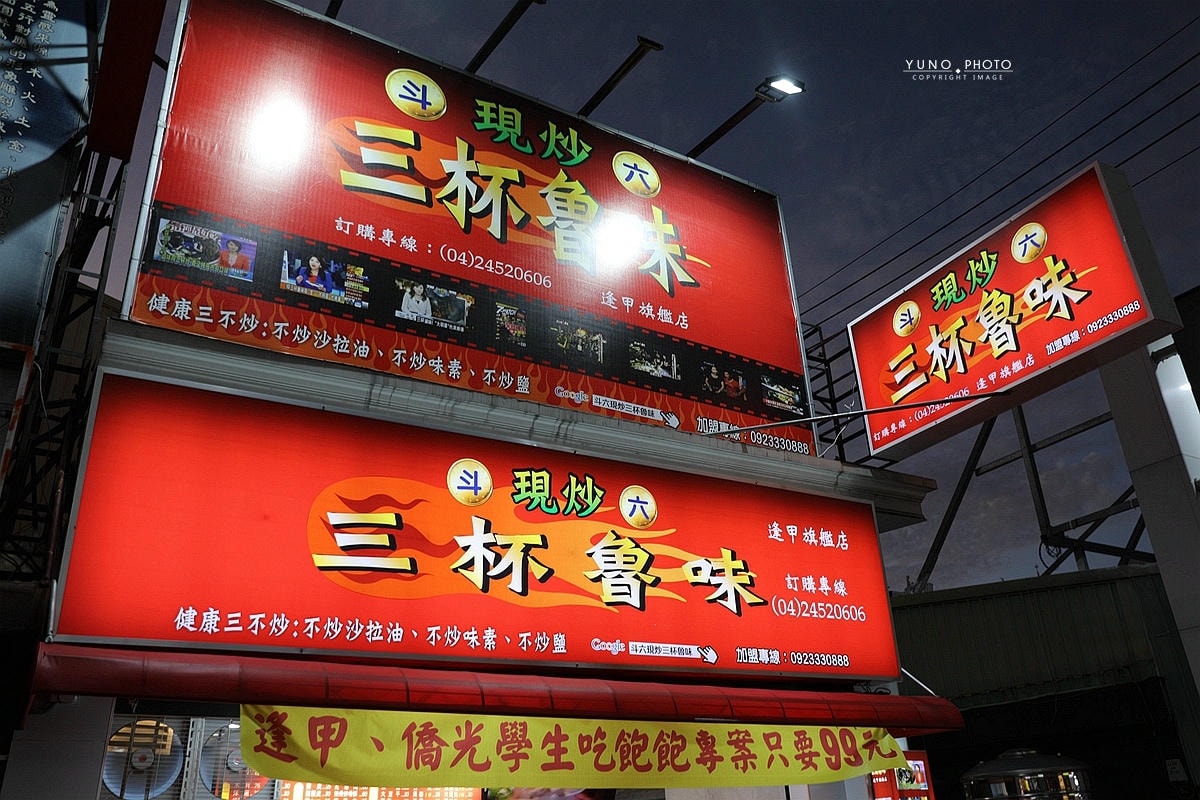 YUNO PHOTO
COPYRIGHT IMAGE
斗 現炒 六
三杯魯味
訂購專線：(04)24520606
逢甲旗艦店
健康三不炒:不炒沙拉油、不炒味素、不炒鹽
Google 斗六現炒三杯魯味
加盟專線：0923330888
斗 現炒 六
三杯魯味
訂購專線：(04)24520606 逢甲旗艦店 加盟專線：0923330888
斗 現炒 六
三杯魯味
逢甲旗艦店
訂購專線
(04)24520606
健康三不炒:不炒沙拉油、不炒味素、不炒鹽
Google 斗六現炒三杯魯味
加盟專線：0923330888
逢甲、僑光學生吃飽飽專案只要99元